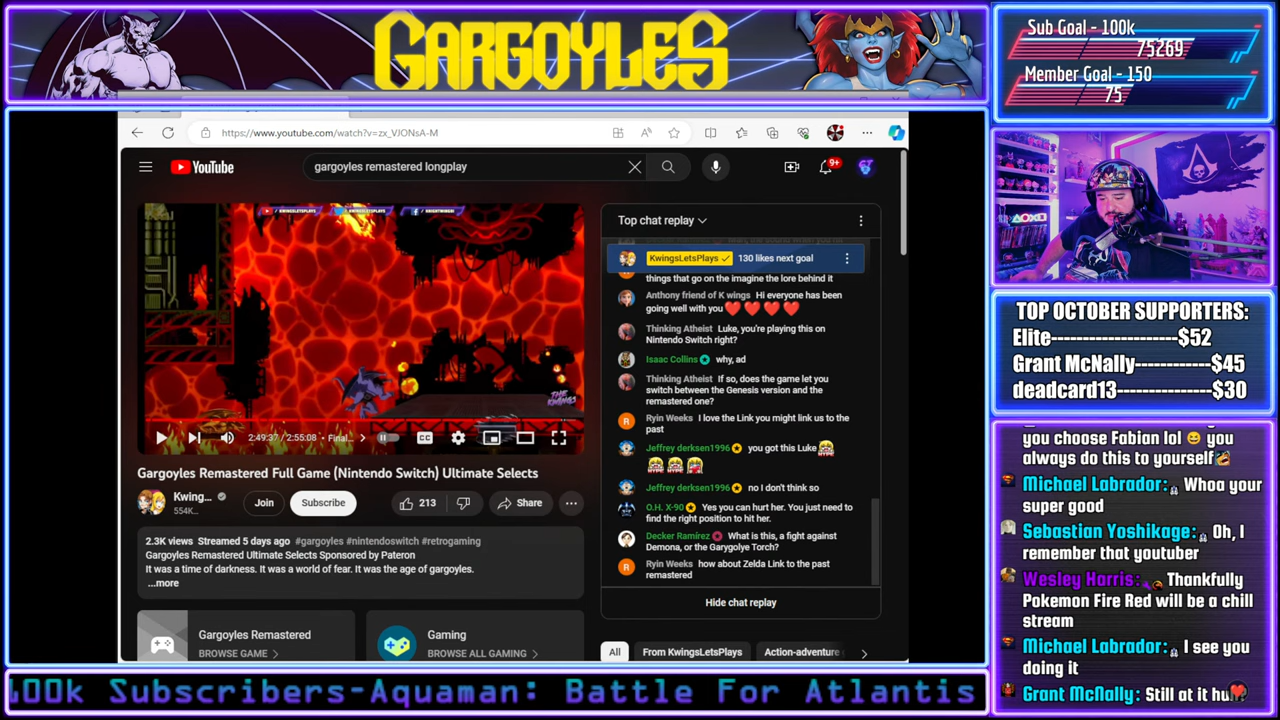 GARGOYLES
Sub Goal - 100k
75269
Member Goal - 150
75
https://www.youtube.com/watch?v=zx_VJONsA-M
YouTube
gargoyles remastered longplay
9+
2:49:37 / 2:55:08 • Final...
CC
Gargoyles Remastered Full Game (Nintendo Switch) Ultimate Selects
Kwing...
554K...
Join
Subscribe
213
Share
2.3K views Streamed 5 days ago #gargoyles #nintendoswitch #retrogaming
Gargoyles Remastered Ultimate Selects Sponsored by Pateron
It was a time of darkness. It was a world of fear. It was the age of gargoyles.
...more
Gargoyles Remastered
BROWSE GAME
Gaming
BROWSE ALL GAMING
Top chat replay
KwingsLetsPlays 130 likes next goal
things that go on the imagine the lore behind it
Anthony friend of K wings Hi everyone has been
going well with you
Thinking Atheist Luke, you're playing this on
Nintendo Switch right?
Isaac Collins why, ad
Thinking Atheist If so, does the game let you
switch between the Genesis version and the
remastered one?
Ryin Weeks I love the Link you might link us to the
past
Jeffrey derksen1996 you got this Luke
Jeffrey derksen1996 no I don't think so
O.H. X-90 Yes you can hurt her. You just need to
find the right position to hit her.
Decker Ramírez What is this, a fight against
Demona, or the Garygolye Torch?
Ryin Weeks how about Zelda Link to the past
remastered
Hide chat replay
All
From KwingsLetsPlays
Action-adventure
TOP OCTOBER SUPPORTERS:
Elite--------------------$52
Grant McNally-----------$45
deadcard13--------------$30
you choose Fabian lol you
always do this to yourself
Michael Labrador: Whoa your
super good
Sebastian Yoshikage: Oh, I
remember that youtuber
Wesley Harris: Thankfully
Pokemon Fire Red will be a chill
stream
Michael Labrador: I see you
doing it
Grant McNally: Still at it
100k Subscribers-Aquaman: Battle For Atlantis